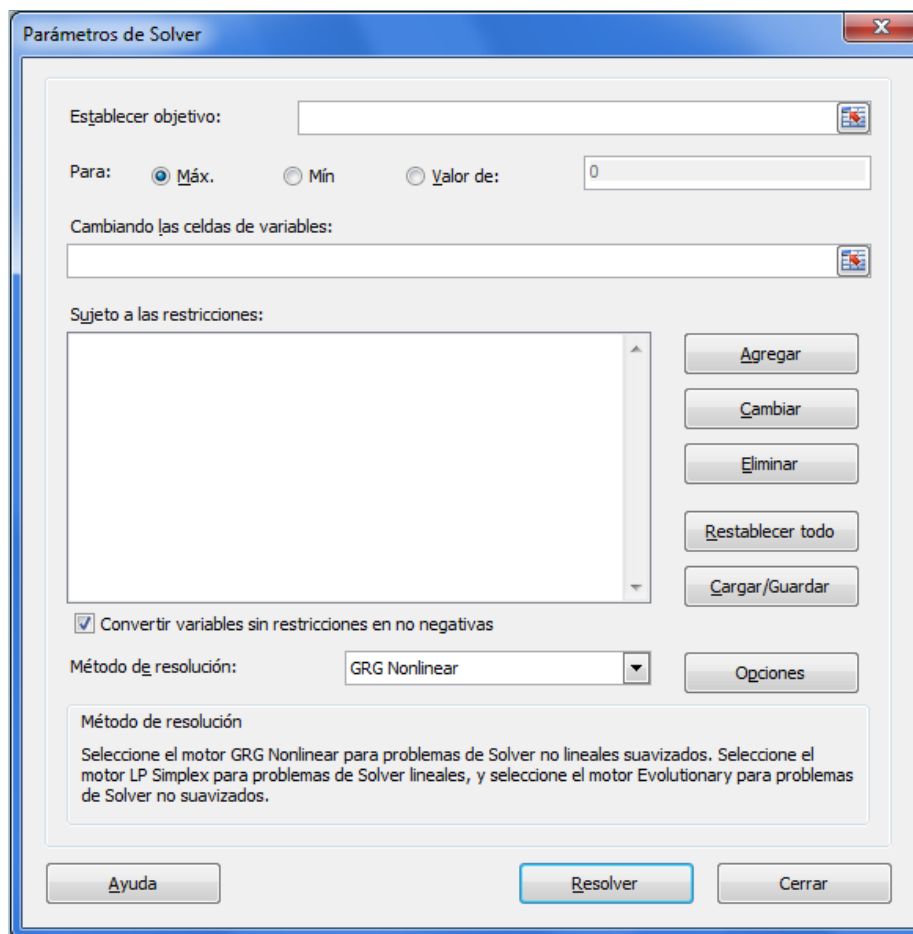 Parámetros de Solver
Establecer objetivo:
Para: Máx. Mín Valor de: 0
Cambiando las celdas de variables:
Sujeto a las restricciones:
Agregar
Cambiar
Eliminar
Restablecer todo
Cargar/Guardar
Convertir variables sin restricciones en no negativas
Método de resolución: GRG Nonlinear Opciones
Método de resolución
Seleccione el motor GRG Nonlinear para problemas de Solver no lineales suavizados. Seleccione el
motor LP Simplex para problemas de Solver lineales, y seleccione el motor Evolutionary para problemas
de Solver no suavizados.
Ayuda Resolver Cerrar